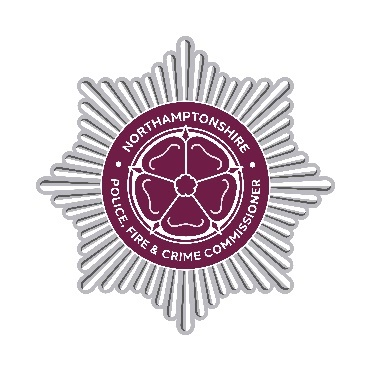 NORTHAMPTONSHIRE
POLICE, FIRE & CRIME COMMISSIONER